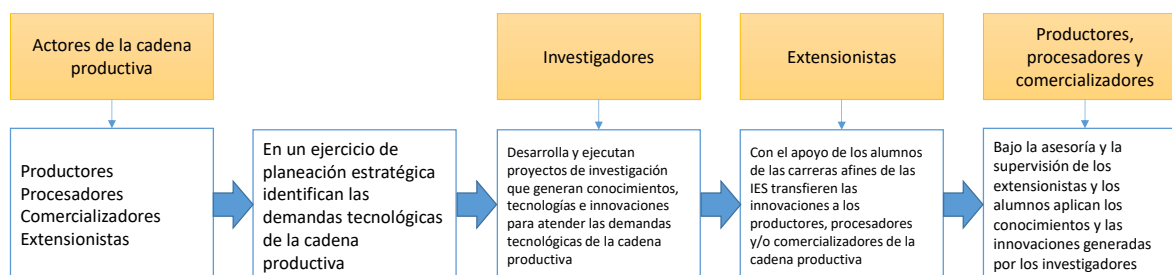 Actores de la cadena
productiva
Investigadores
Extensionistas
Productores,
procesadores y
comercializadores
Productores
Procesadores
Comercializadores
Extensionistas
En un ejercicio de
planeación estratégica
identifican las
demandas tecnológicas
de la cadena
productiva
Desarrolla y ejecutan
proyectos de investigación
que generan conocimientos,
tecnologías e innovaciones
para atender las demandas
tecnológicas de la cadena
productiva
Con el apoyo de los alumnos
de las carreras afines de las
IES transfieren las
innovaciones a los
productores, procesadores
y/o comercializadores de la
cadena productiva
Bajo la asesoría y la
supervisión de los
extensionistas y los
alumnos aplican los
conocimientos y las
innovaciones generadas
por los investigadores